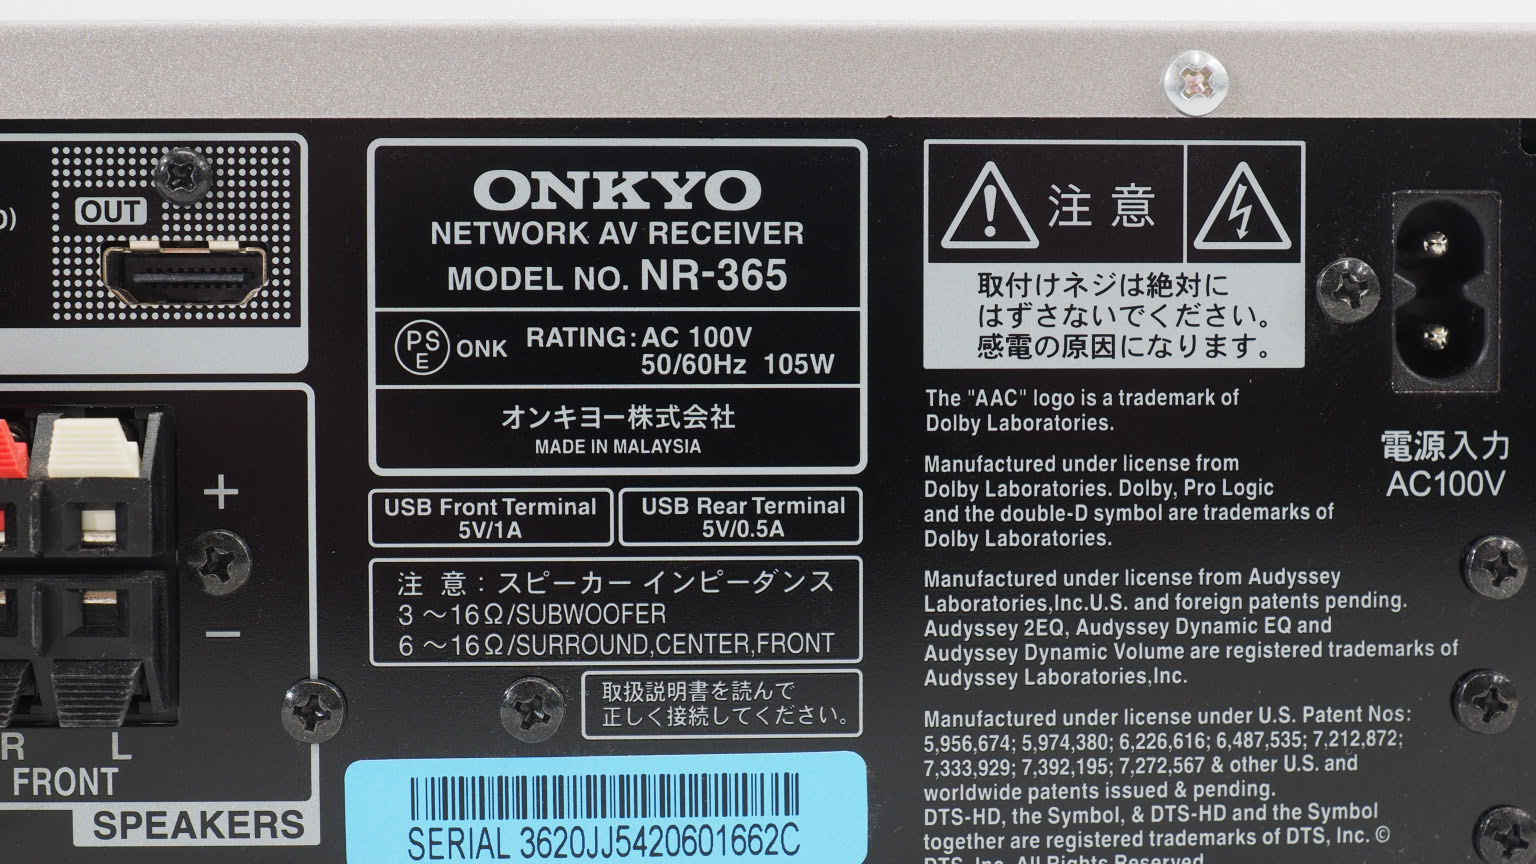 OUT
ONKYO
NETWORK AV RECEIVER
MODEL NO. NR-365
PS
E
ONK
RATING: AC 100V
50/60Hz 105W
オンキヨー株式会社
MADE IN MALAYSIA
USB Front Terminal
5V/1A
USB Rear Terminal
5V/0.5A
注 意 : スピーカー インピーダンス
3 ～16Ω/SUBWOOFER
6 ～16Ω/SURROUND,CENTER,FRONT
取扱説明書を読んで
正しく接続してください。
SERIAL 3620JJ5420601662C
+
−
R L
FRONT
SPEAKERS
注 意
取付けネジは絶対に
はずさないでください。
感電の原因になります。
The "AAC" logo is a trademark of
Dolby Laboratories.
Manufactured under license from
Dolby Laboratories. Dolby, Pro Logic
and the double-D symbol are trademarks of
Dolby Laboratories.
Manufactured under license from Audyssey
Laboratories,Inc.U.S. and foreign patents pending.
Audyssey 2EQ, Audyssey Dynamic EQ and
Audyssey Dynamic Volume are registered trademarks of
Audyssey Laboratories,Inc.
Manufactured under license under U.S. Patent Nos:
5,956,674; 5,974,380; 6,226,616; 6,487,535; 7,212,872;
7,333,929; 7,392,195; 7,272,567 & other U.S. and
worldwide patents issued & pending.
DTS-HD, the Symbol, & DTS-HD and the Symbol
together are registered trademarks of DTS, Inc. ©
DTS, Inc. All Rights Reserved.
電源入力
AC100V